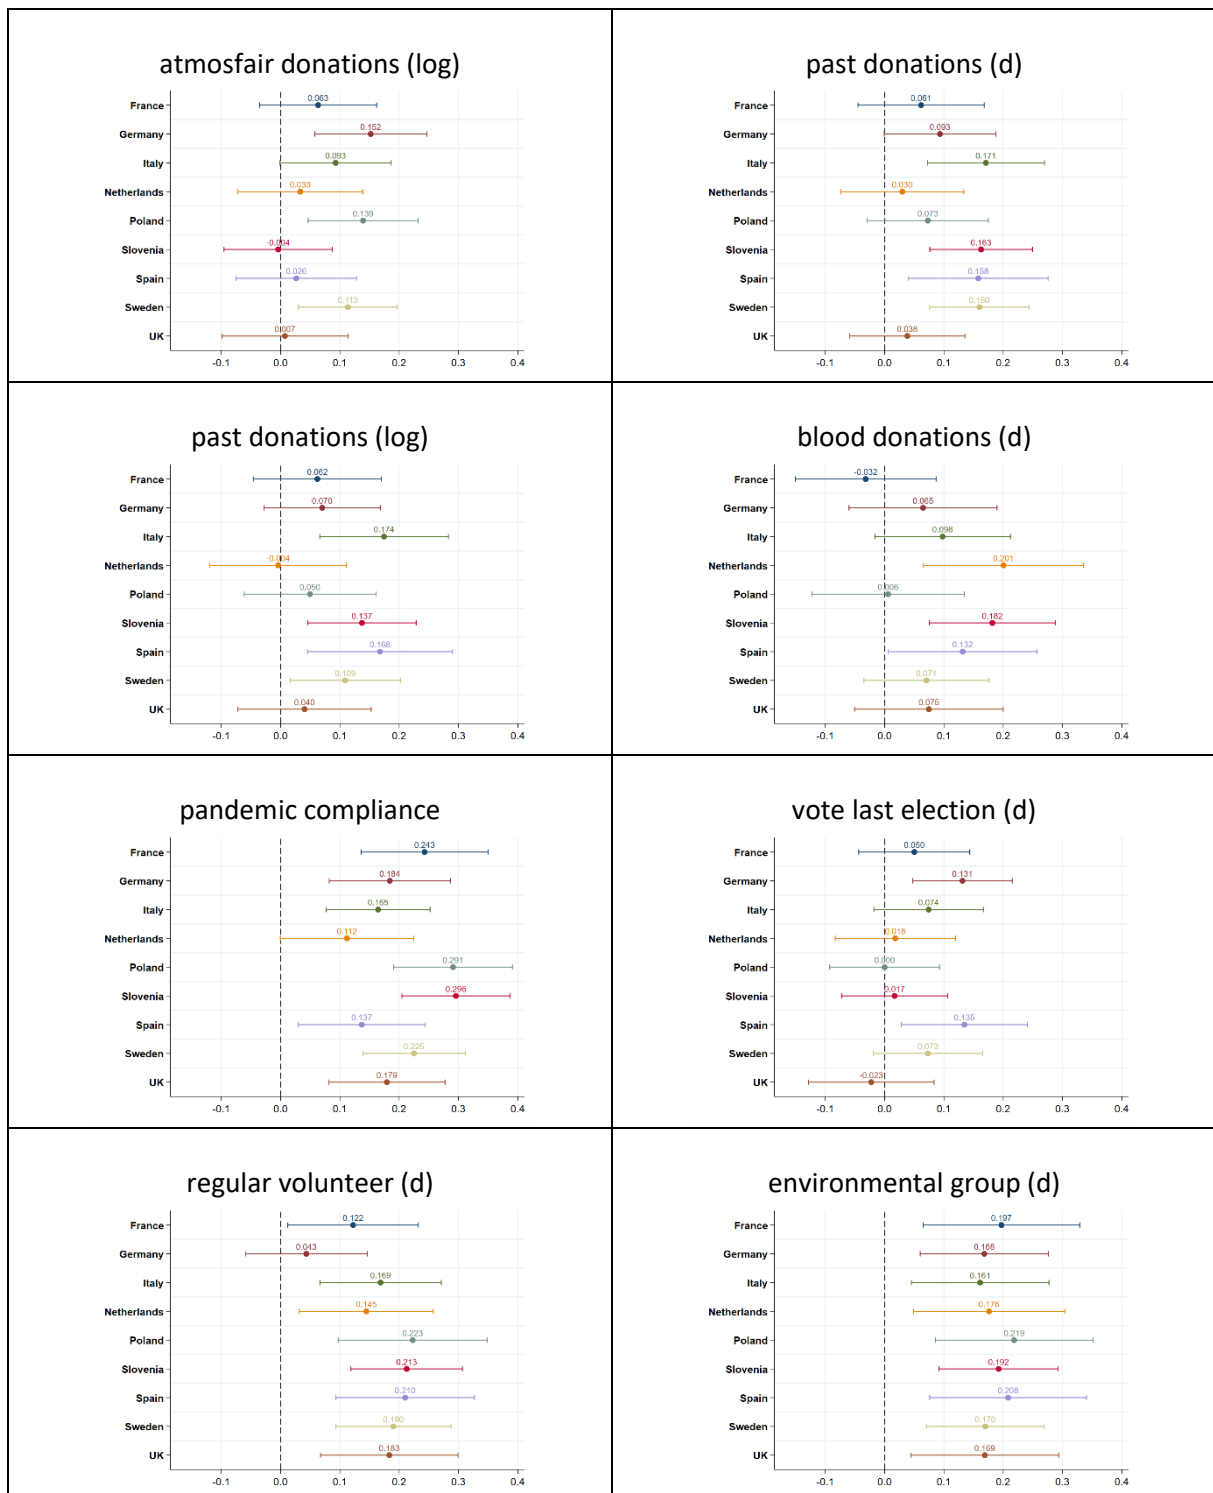 atmosfair donations (log)
France
0.063
Germany
0.152
Italy
0.093
Netherlands
0.033
Poland
0.139
Slovenia
-0.004
Spain
0.026
Sweden
0.113
UK
0.007
-0.1 0.0 0.1 0.2 0.3 0.4
past donations (d)
France
0.061
Germany
0.093
Italy
0.171
Netherlands
0.030
Poland
0.073
Slovenia
0.163
Spain
0.158
Sweden
0.160
UK
0.038
-0.1 0.0 0.1 0.2 0.3 0.4
past donations (log)
France
0.062
Germany
0.070
Italy
0.174
Netherlands
-0.004
Poland
0.050
Slovenia
0.137
Spain
0.168
Sweden
0.109
UK
0.040
-0.1 0.0 0.1 0.2 0.3 0.4
blood donations (d)
France
-0.032
Germany
0.065
Italy
0.098
Netherlands
0.201
Poland
0.006
Slovenia
0.182
Spain
0.132
Sweden
0.071
UK
0.075
-0.1 0.0 0.1 0.2 0.3 0.4
pandemic compliance
France
0.243
Germany
0.184
Italy
0.165
Netherlands
0.112
Poland
0.291
Slovenia
0.296
Spain
0.137
Sweden
0.225
UK
0.179
-0.1 0.0 0.1 0.2 0.3 0.4
vote last election (d)
France
0.050
Germany
0.131
Italy
0.074
Netherlands
0.018
Poland
0.000
Slovenia
0.017
Spain
0.135
Sweden
0.073
UK
-0.023
-0.1 0.0 0.1 0.2 0.3 0.4
regular volunteer (d)
France
0.122
Germany
0.043
Italy
0.169
Netherlands
0.145
Poland
0.223
Slovenia
0.213
Spain
0.210
Sweden
0.190
UK
0.183
-0.1 0.0 0.1 0.2 0.3 0.4
environmental group (d)
France
0.197
Germany
0.168
Italy
0.161
Netherlands
0.176
Poland
0.219
Slovenia
0.192
Spain
0.208
Sweden
0.170
UK
0.169
-0.1 0.0 0.1 0.2 0.3 0.4